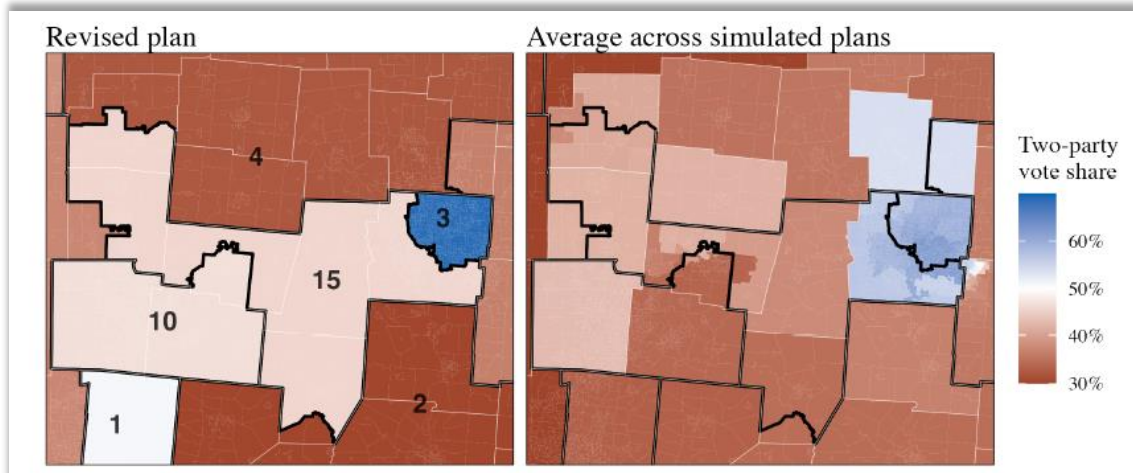 Revised plan
Average across simulated plans
4
3
15
10
1
2
Two-party
vote share
60%
50%
40%
30%